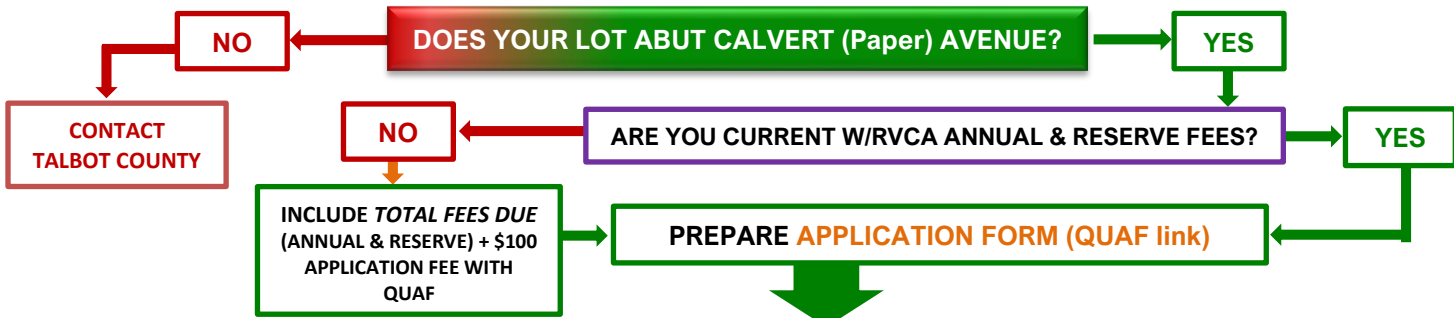 NO
DOES YOUR LOT ABUT CALVERT (Paper) AVENUE?
YES
CONTACT
TALBOT COUNTY
NO
ARE YOU CURRENT W/RVCA ANNUAL & RESERVE FEES?
YES
INCLUDE TOTAL FEES DUE
(ANNUAL & RESERVE) + $100
APPLICATION FEE WITH
QUAF
PREPARE APPLICATION FORM (QUAF link)